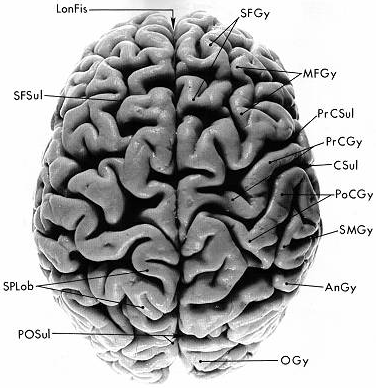 LonFis
SFGy
MFGy
SFSul
PrCSul
PrCGy
CSul
PoCGy
SMGy
SPLob
AnGy
POSul
OGy